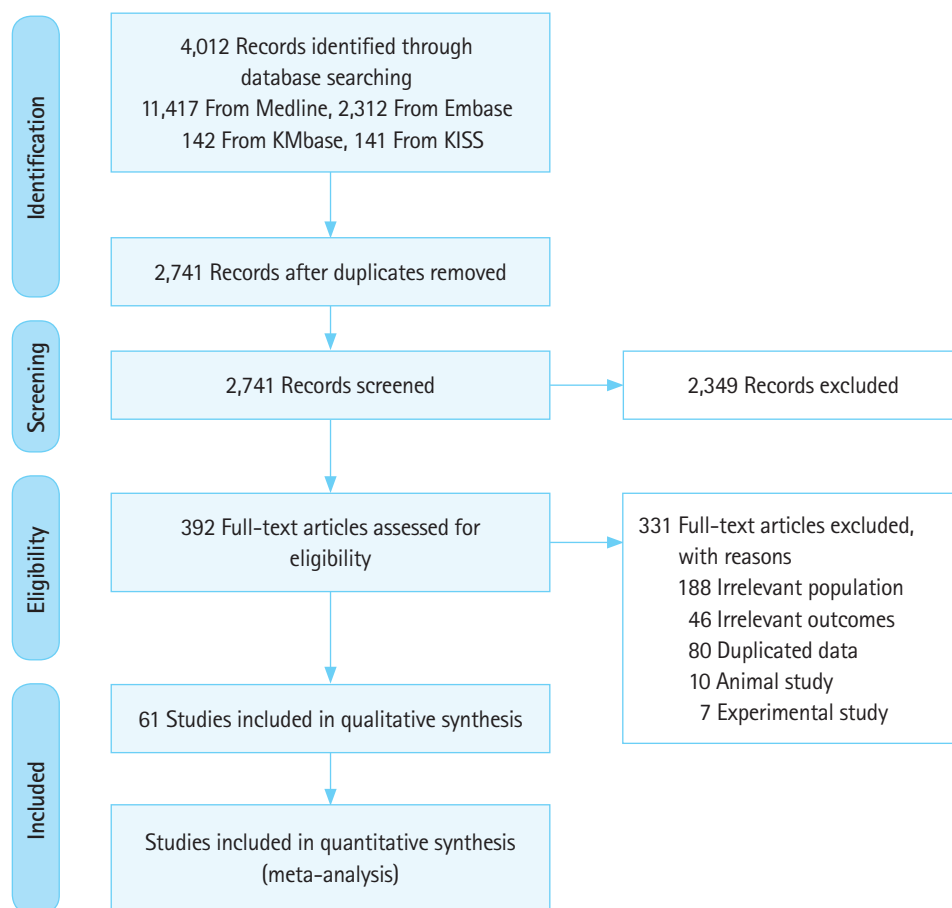 Identification
4,012 Records identified through
database searching
11,417 From Medline, 2,312 From Embase
142 From KMbase, 141 From KISS
2,741 Records after duplicates removed
Screening
2,741 Records screened
2,349 Records excluded
Eligibility
392 Full-text articles assessed for
eligibility
331 Full-text articles excluded,
with reasons
188 Irrelevant population
46 Irrelevant outcomes
80 Duplicated data
10 Animal study
7 Experimental study
Included
61 Studies included in qualitative synthesis
Studies included in quantitative synthesis
(meta-analysis)